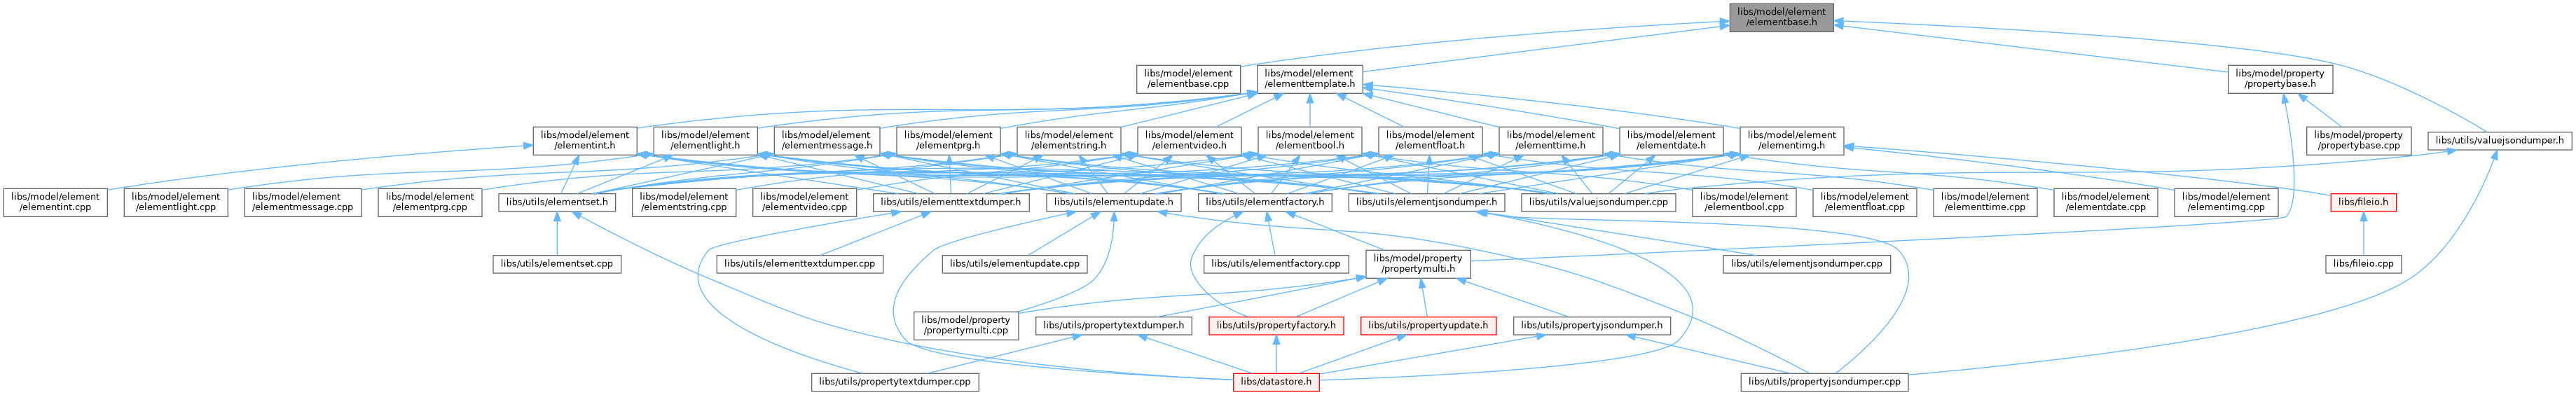 libs/model/element
/elementbase.h
libs/model/element
/elementbase.cpp
libs/model/element
/elementtemplate.h
libs/model/property
/propertybase.h
libs/model/element
/elementint.h
libs/model/element
/elementlight.h
libs/model/element
/elementmessage.h
libs/model/element
/elementprg.h
libs/model/element
/elementstring.h
libs/model/element
/elementvideo.h
libs/model/element
/elementbool.h
libs/model/element
/elementfloat.h
libs/model/element
/elementtime.h
libs/model/element
/elementdate.h
libs/model/element
/elementimg.h
libs/model/property
/propertybase.cpp
libs/utils/valuejsondumper.h
libs/model/element
/elementint.cpp
libs/model/element
/elementlight.cpp
libs/model/element
/elementmessage.cpp
libs/model/element
/elementprg.cpp
libs/utils/elementset.h
libs/model/element
/elementstring.cpp
libs/model/element
/elementvideo.cpp
libs/utils/elementtextdumper.h
libs/utils/elementupdate.h
libs/utils/elementfactory.h
libs/utils/elementjsondumper.h
libs/utils/valuejsondumper.cpp
libs/model/element
/elementbool.cpp
libs/model/element
/elementfloat.cpp
libs/model/element
/elementtime.cpp
libs/model/element
/elementdate.cpp
libs/model/element
/elementimg.cpp
libs/fileio.h
libs/utils/elementset.cpp
libs/utils/elementtextdumper.cpp
libs/utils/elementupdate.cpp
libs/utils/elementfactory.cpp
libs/model/property
/propertymulti.h
libs/utils/elementjsondumper.cpp
libs/fileio.cpp
libs/model/property
/propertymulti.cpp
libs/utils/propertytextdumper.h
libs/utils/propertyfactory.h
libs/utils/propertyupdate.h
libs/utils/propertyjsondumper.h
libs/utils/propertytextdumper.cpp
libs/datastore.h
libs/utils/propertyjsondumper.cpp